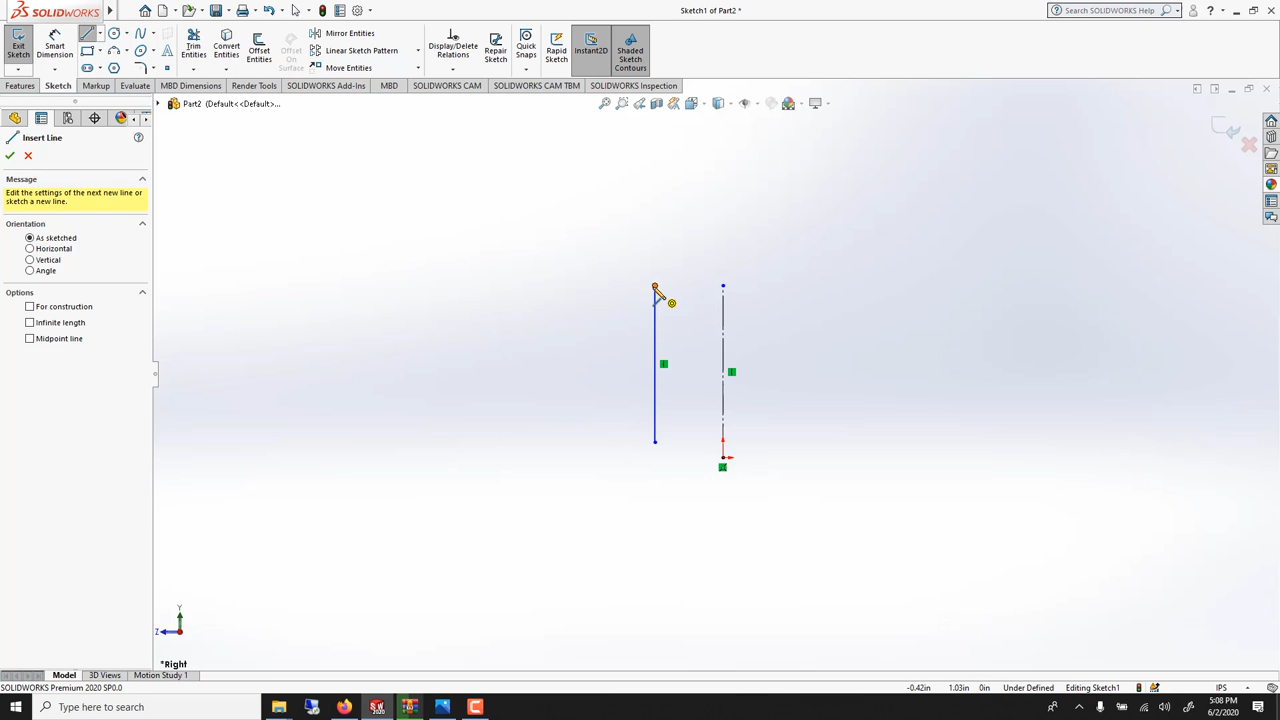 SOLIDWORKS
Sketch1 of Part2 *
Search SOLIDWORKS Help
Exit Sketch
Smart Dimension
Trim Entities
Convert Entities
Offset Entities
Offset On Surface
Mirror Entities
Linear Sketch Pattern
Move Entities
Display/Delete Relations
Repair Sketch
Quick Snaps
Rapid Sketch
Instant2D
Shaded Sketch Contours
Features
Sketch
Markup
Evaluate
MBD Dimensions
Render Tools
SOLIDWORKS Add-Ins
MBD
SOLIDWORKS CAM
SOLIDWORKS CAM TBM
SOLIDWORKS Inspection
Part2 (Default<<Default>...
Insert Line
Message
Edit the settings of the next new line or
sketch a new line.
Orientation
As sketched
Horizontal
Vertical
Angle
Options
For construction
Infinite length
Midpoint line
Y
Z
*Right
Model
3D Views
Motion Study 1
SOLIDWORKS Premium 2020 SP0.0
-0.42in
1.03in
0in
Under Defined
Editing Sketch1
IPS
Type here to search
5:08 PM
6/2/2020